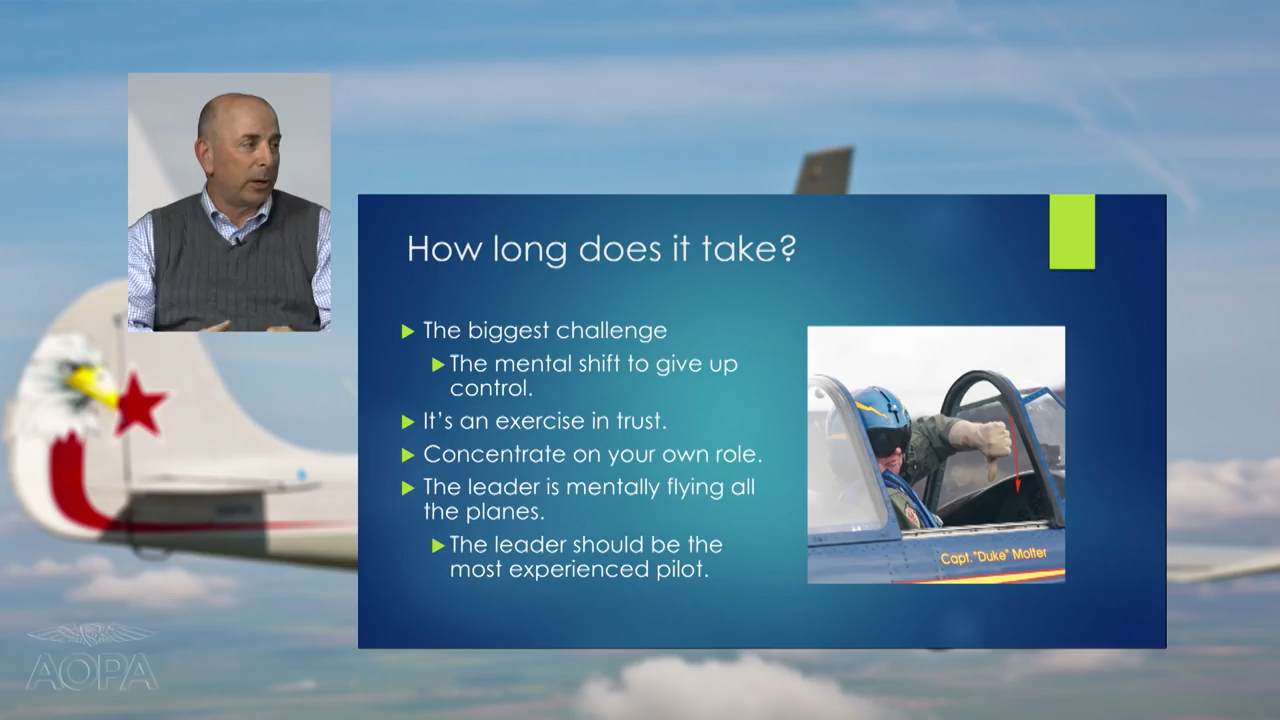 How long does it take?
The biggest challenge
The mental shift to give up
control.
It's an exercise in trust.
Concentrate on your own role.
The leader is mentally flying all
the planes.
The leader should be the
most experienced pilot.
Capt. "Duke" Molter
AOPA